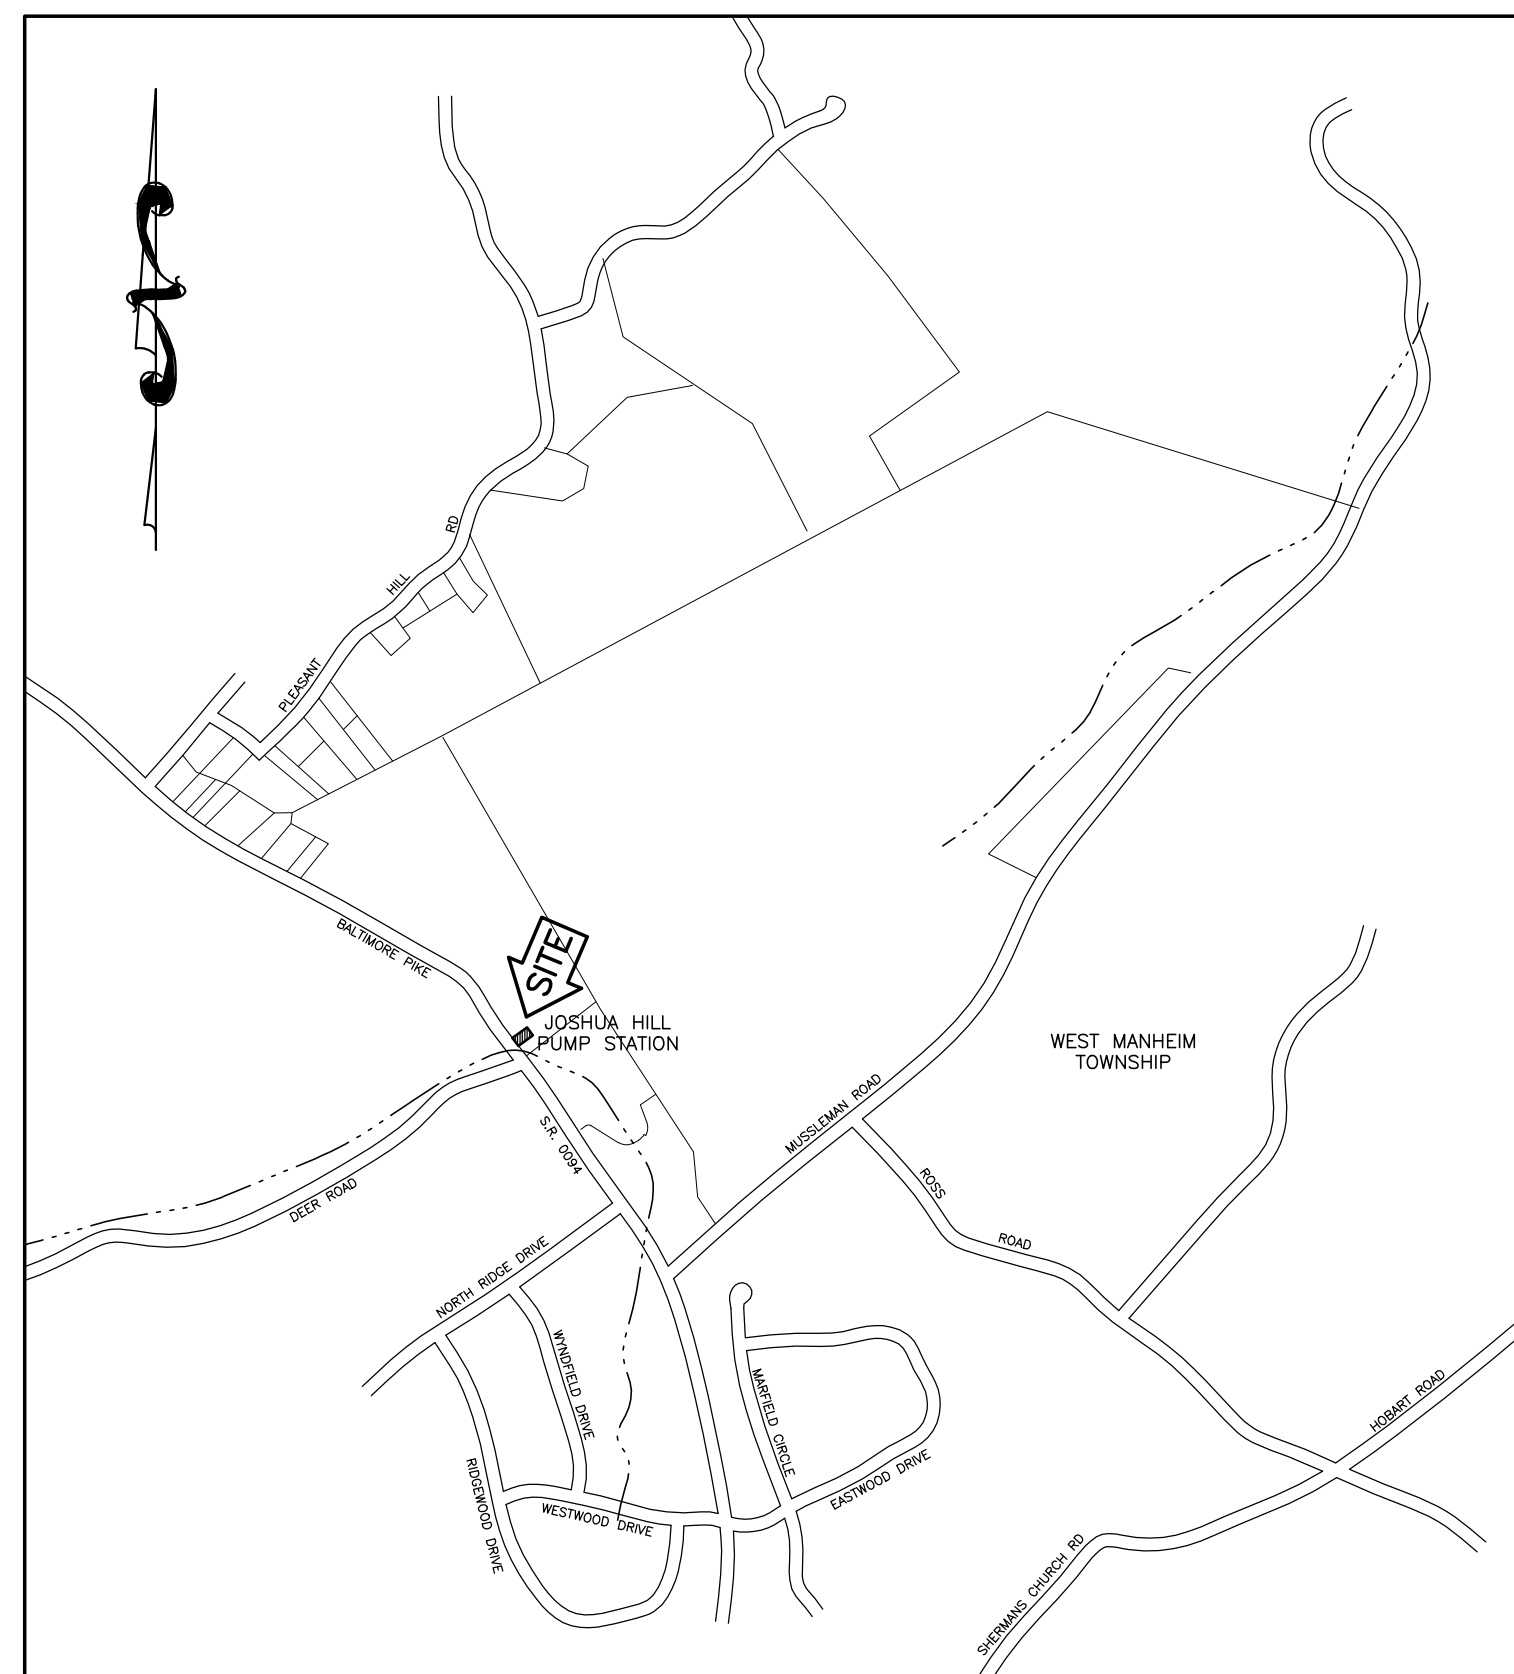 RD
HILL
PLEASANT
BALTIMORE PIKE
SITE
JOSHUA HILL
PUMP STATION
WEST MANHEIM
TOWNSHIP
MUSSLEMAN ROAD
S.R. 0094
ROSS
ROAD
DEER ROAD
NORTH RIDGE DRIVE
WYNDFIELD DRIVE
MARFIELD CIRCLE
HOBART ROAD
RIDGEWOOD DRIVE
WESTWOOD DRIVE
EASTWOOD DRIVE
SHERMANS CHURCH RD